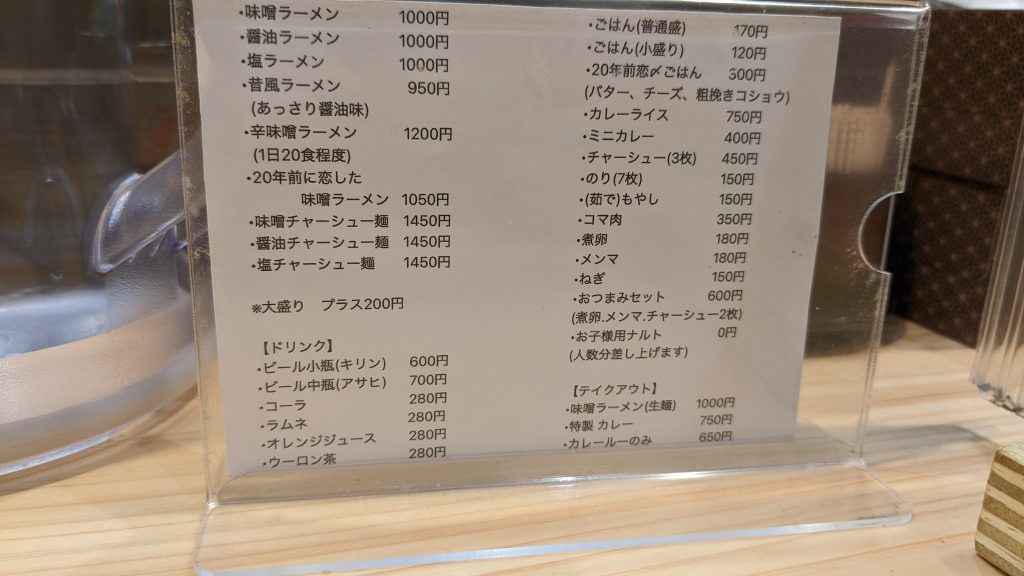 ・味噌ラーメン 1000円
・醤油ラーメン 1000円
・塩ラーメン 1000円
・昔風ラーメン 950円
(あっさり醤油味)
・辛味噌ラーメン 1200円
(1日20食程度)
・20年前に恋した
味噌ラーメン 1050円
・味噌チャーシュー麺 1450円
・醤油チャーシュー麺 1450円
・塩チャーシュー麺 1450円
※大盛り プラス200円
【ドリンク】
・ビール小瓶(キリン) 600円
・ビール中瓶(アサヒ) 700円
・コーラ 280円
・ラムネ 280円
・オレンジジュース 280円
・ウーロン茶 280円
・ごはん(普通盛) 170円
・ごはん(小盛り) 120円
・20年前恋〆ごはん 300円
(バター、チーズ、粗挽きコショウ)
・カレーライス 750円
・ミニカレー 400円
・チャーシュー(3枚) 450円
・のり(7枚) 150円
・(茹で)もやし 150円
・コマ肉 350円
・煮卵 180円
・メンマ 180円
・ねぎ 150円
・おつまみセット 600円
(煮卵.メンマ.チャーシュー2枚)
・お子様用ナルト 0円
(人数分差し上げます)
【テイクアウト】
・味噌ラーメン(生麺) 1000円
・特製 カレー 750円
・カレールーのみ 650円